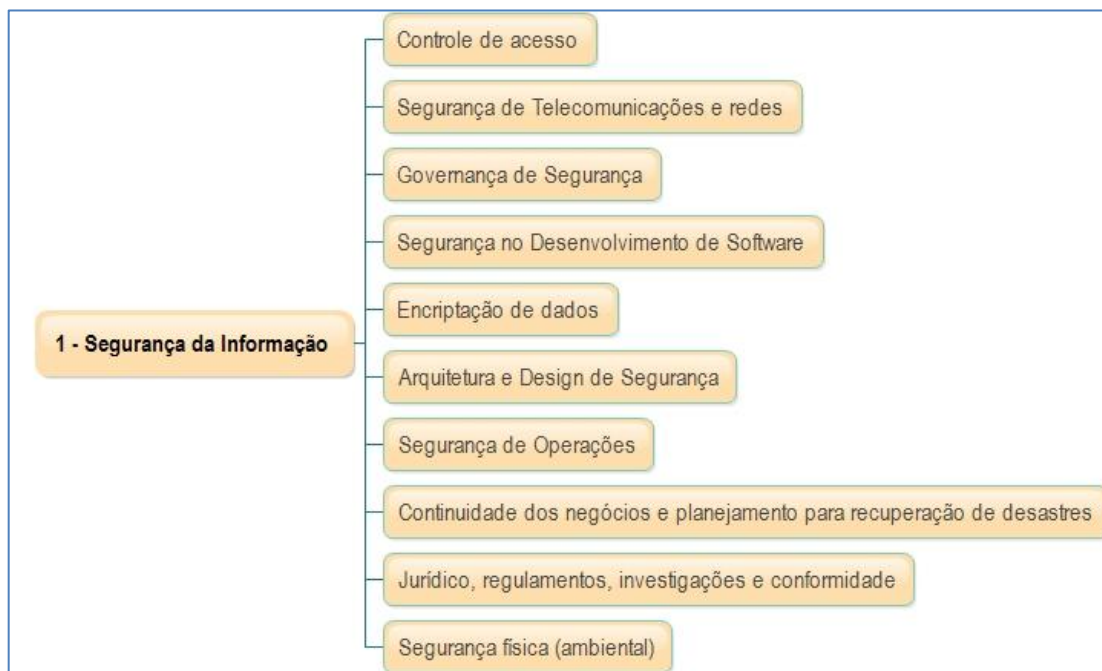 Controle de acesso
Segurança de Telecomunicações e redes
Governança de Segurança
Segurança no Desenvolvimento de Software
Encriptação de dados
1 - Segurança da Informação
Arquitetura e Design de Segurança
Segurança de Operações
Continuidade dos negócios e planejamento para recuperação de desastres
Jurídico, regulamentos, investigações e conformidade
Segurança física (ambiental)